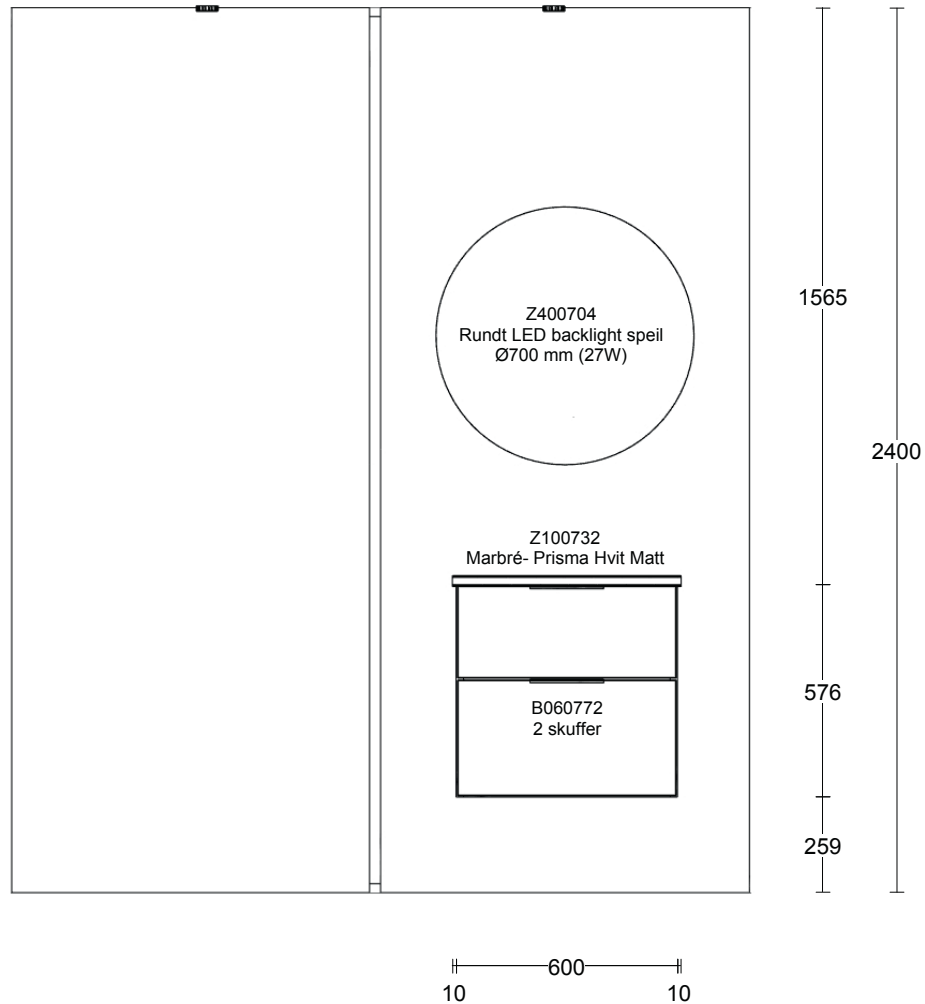 Z400704
Rundt LED backlight speil
Ø700 mm (27W)
1565
2400
Z100732
Marbré- Prisma Hvit Matt
576
B060772
2 skuffer
259
600
10
10